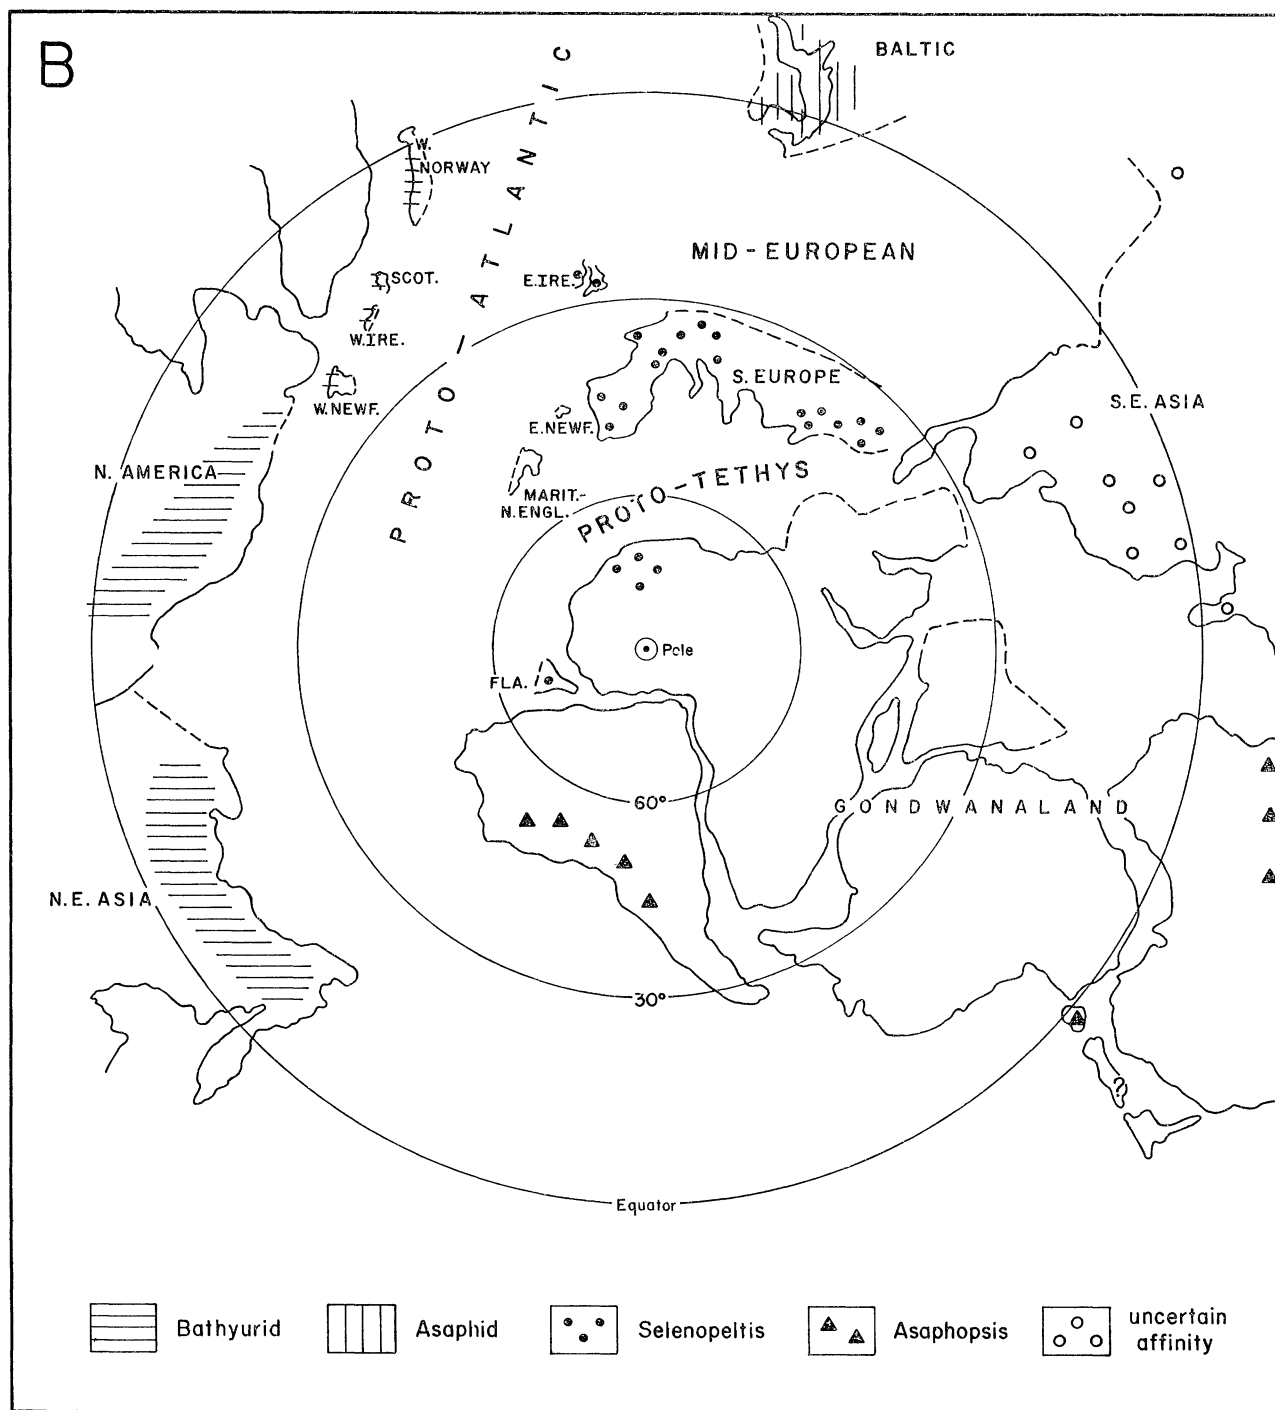 B
BALTIC
PROTO-ATLANTIC
W.
NORWAY
MID-EUROPEAN
SCOT.
E.IRE.
W.IRE.
S. EUROPE
W.NEWF.
S.E. ASIA
E.NEWF.
N. AMERICA
PROTO-TETHYS
MARIT.-
N.ENGL.
Pole
FLA.
60°
GONDWANALAND
N.E. ASIA
30°
?
Equator
Bathyurid
Asaphid
Selenopeltis
Asaphopsis
uncertain
affinity